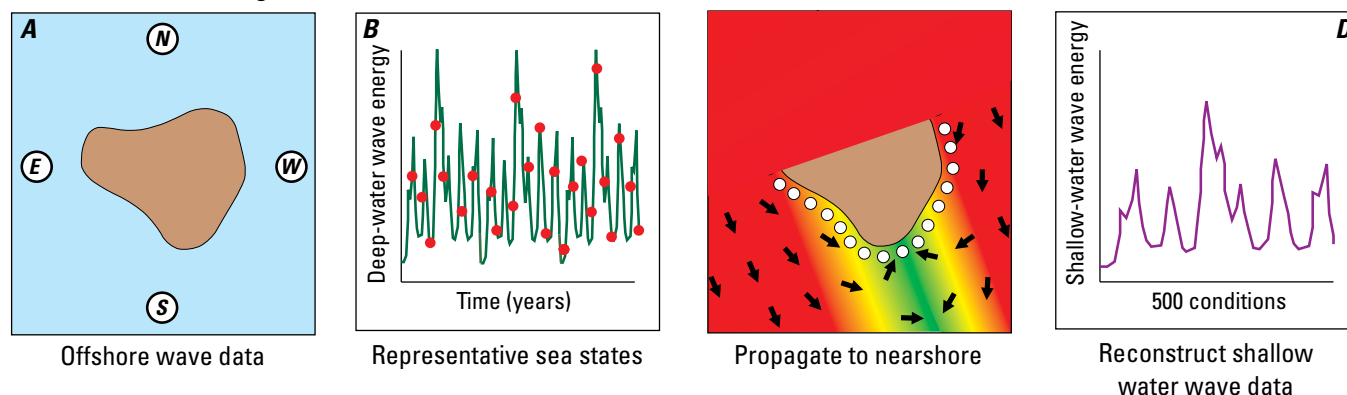 A
N
E
W
S
Offshore wave data
B
Deep-water wave energy
Time (years)
Representative sea states
Propagate to nearshore
D
Shallow-water wave energy
500 conditions
Reconstruct shallow
water wave data